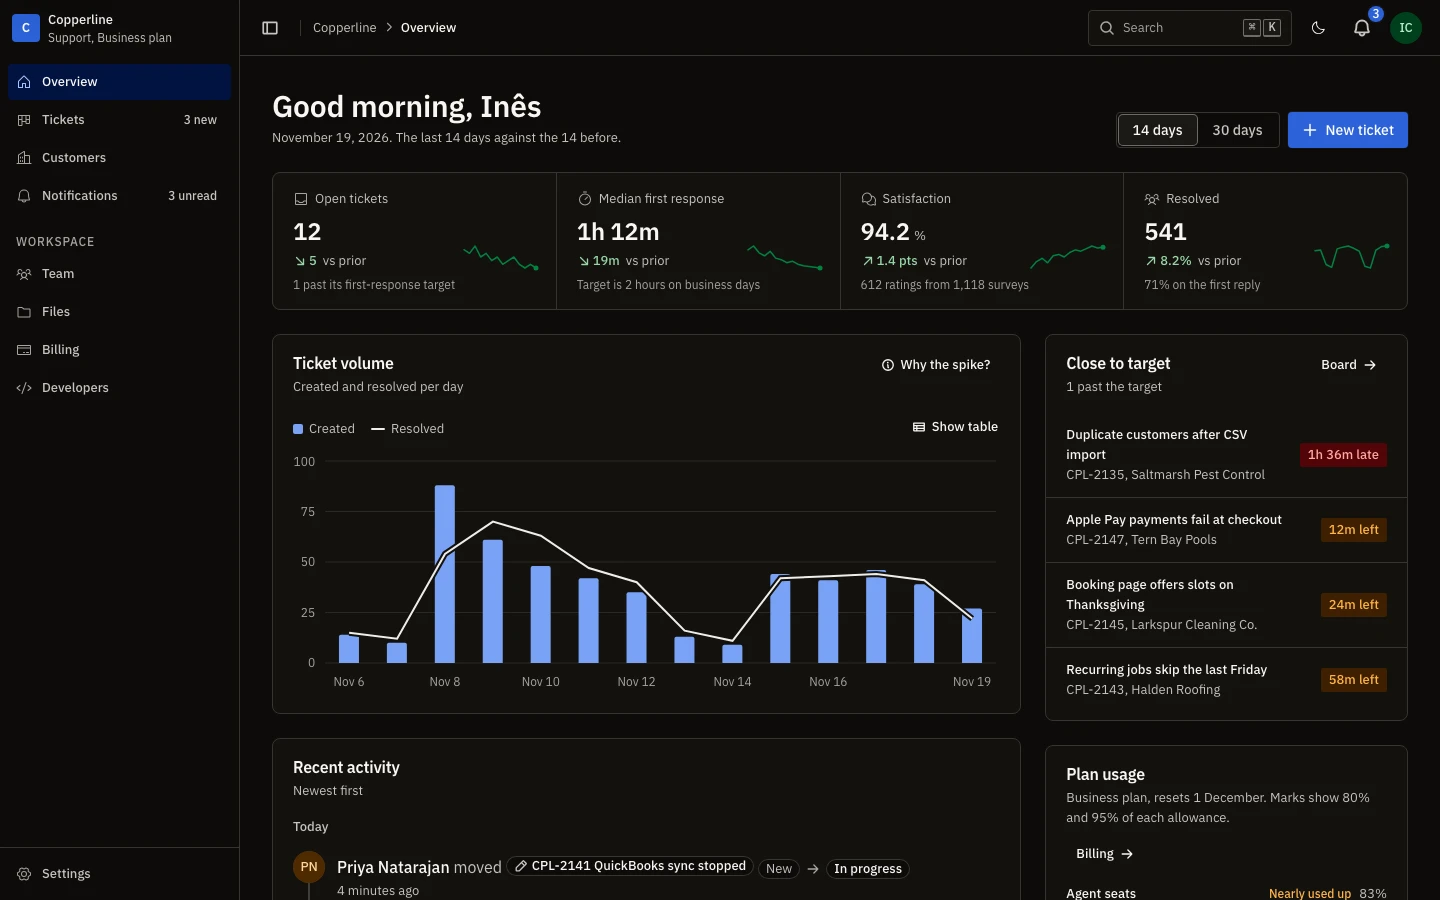 C
Copperline
Support, Business plan
Overview
Tickets
3 new
Customers
Notifications
3 unread
WORKSPACE
Team
Files
Billing
Developers
Settings
Copperline > Overview
Search
⌘ K
3
IC
Good morning, Inês
November 19, 2026. The last 14 days against the 14 before.
14 days
30 days
New ticket
Open tickets
12
5 vs prior
1 past its first-response target
Median first response
1h 12m
19m vs prior
Target is 2 hours on business days
Satisfaction
94.2 %
1.4 pts vs prior
612 ratings from 1,118 surveys
Resolved
541
8.2% vs prior
71% on the first reply
Ticket volume
Created and resolved per day
Why the spike?
Created
Resolved
Show table
100
75
50
25
0
Nov 6
Nov 8
Nov 10
Nov 12
Nov 14
Nov 16
Nov 19
Close to target
1 past the target
Board
Duplicate customers after CSV
import
CPL-2135, Saltmarsh Pest Control
1h 36m late
Apple Pay payments fail at checkout
CPL-2147, Tern Bay Pools
12m left
Booking page offers slots on
Thanksgiving
CPL-2145, Larkspur Cleaning Co.
24m left
Recurring jobs skip the last Friday
CPL-2143, Halden Roofing
58m left
Recent activity
Newest first
Today
PN
Priya Natarajan moved CPL-2141 QuickBooks sync stopped New → In progress
4 minutes ago
Plan usage
Business plan, resets 1 December. Marks show 80%
and 95% of each allowance.
Billing
Agent seats
Nearly used up 83%